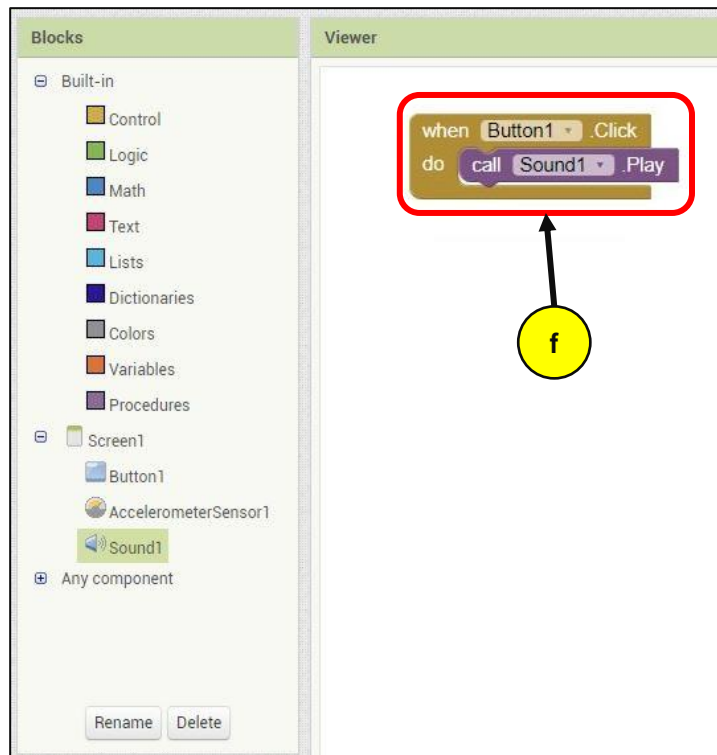 Blocks
Viewer
Built-in
Control
Logic
Math
Text
Lists
Dictionaries
Colors
Variables
Procedures
Screen1
Button1
AccelerometerSensor1
Sound1
Any component
Rename Delete
when Button1 .Click
do call Sound1 .Play
f